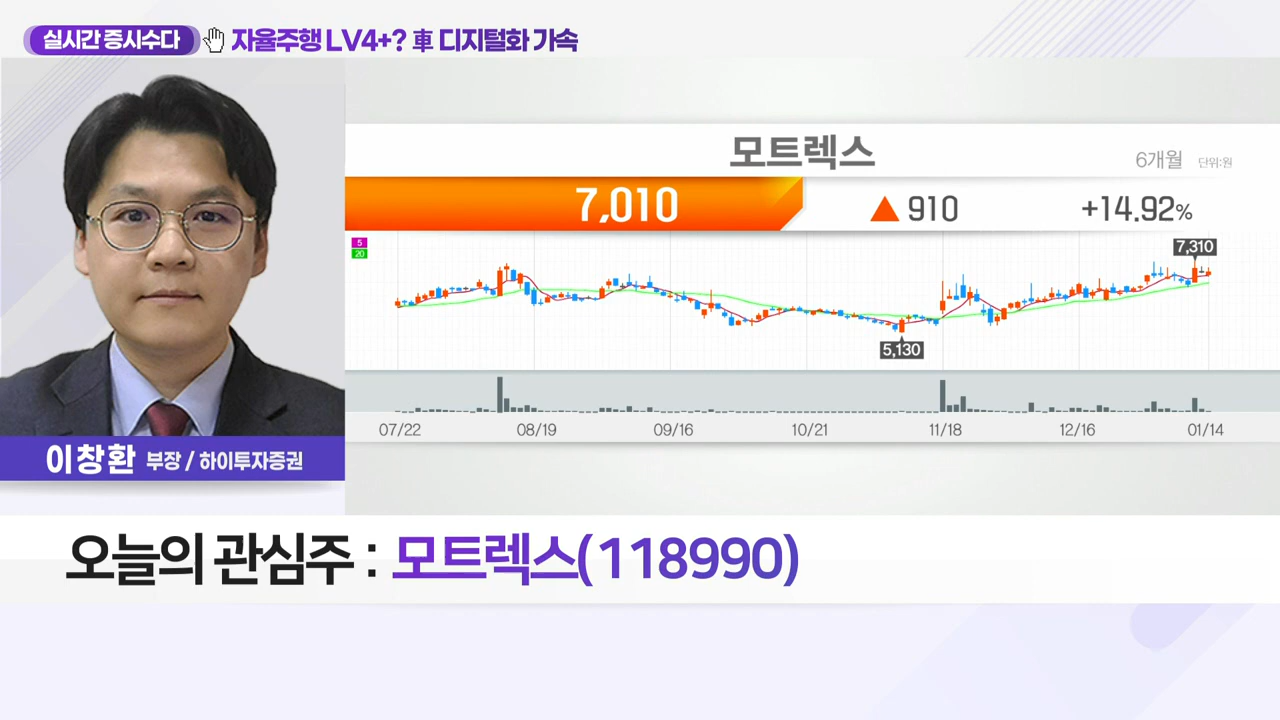 실시간 증시수다 자율주행 LV4+? 車 디지털화 가속
모트렉스
6개월 단위:원
7,010 ▲ 910 +14.92%
5
20
7,310
5,130
07/22 08/19 09/16 10/21 11/18 12/16 01/14
이창환 부장 / 하이투자증권
오늘의 관심주 : 모트렉스(118990)